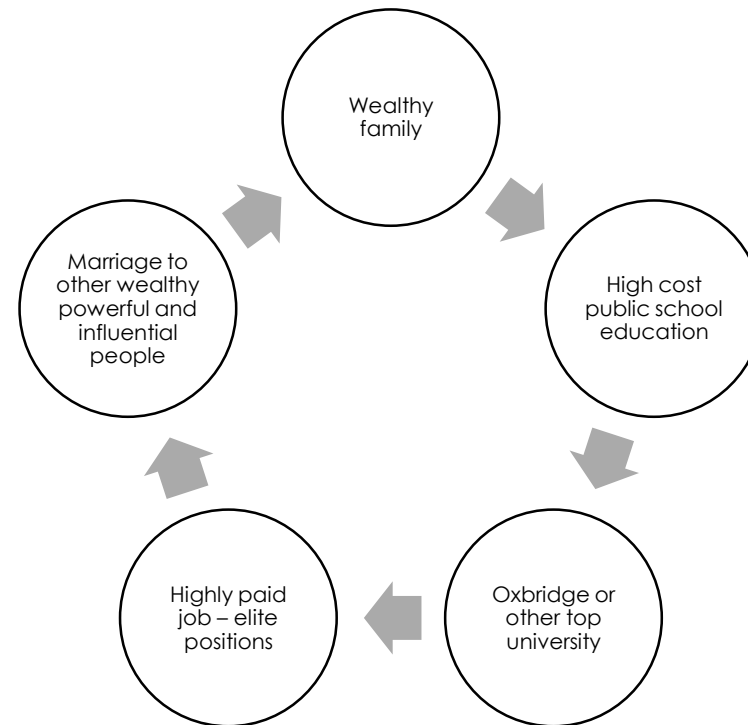 Wealthy
family
High cost
public school
education
Oxbridge or
other top
university
Highly paid
job – elite
positions
Marriage to
other wealthy
powerful and
influential
people